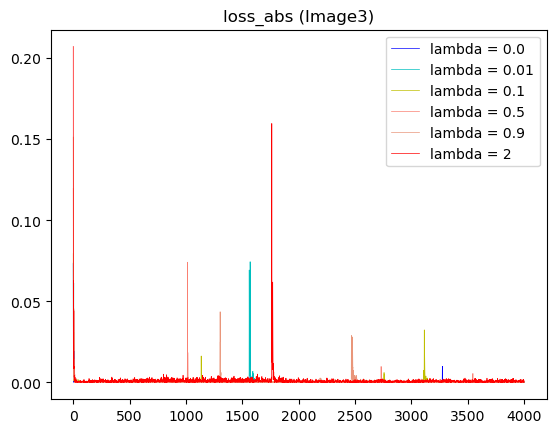 loss_abs (Image3)
lambda = 0.0
lambda = 0.01
lambda = 0.1
lambda = 0.5
lambda = 0.9
lambda = 2
0.20
0.15
0.10
0.05
0.00
0 500 1000 1500 2000 2500 3000 3500 4000